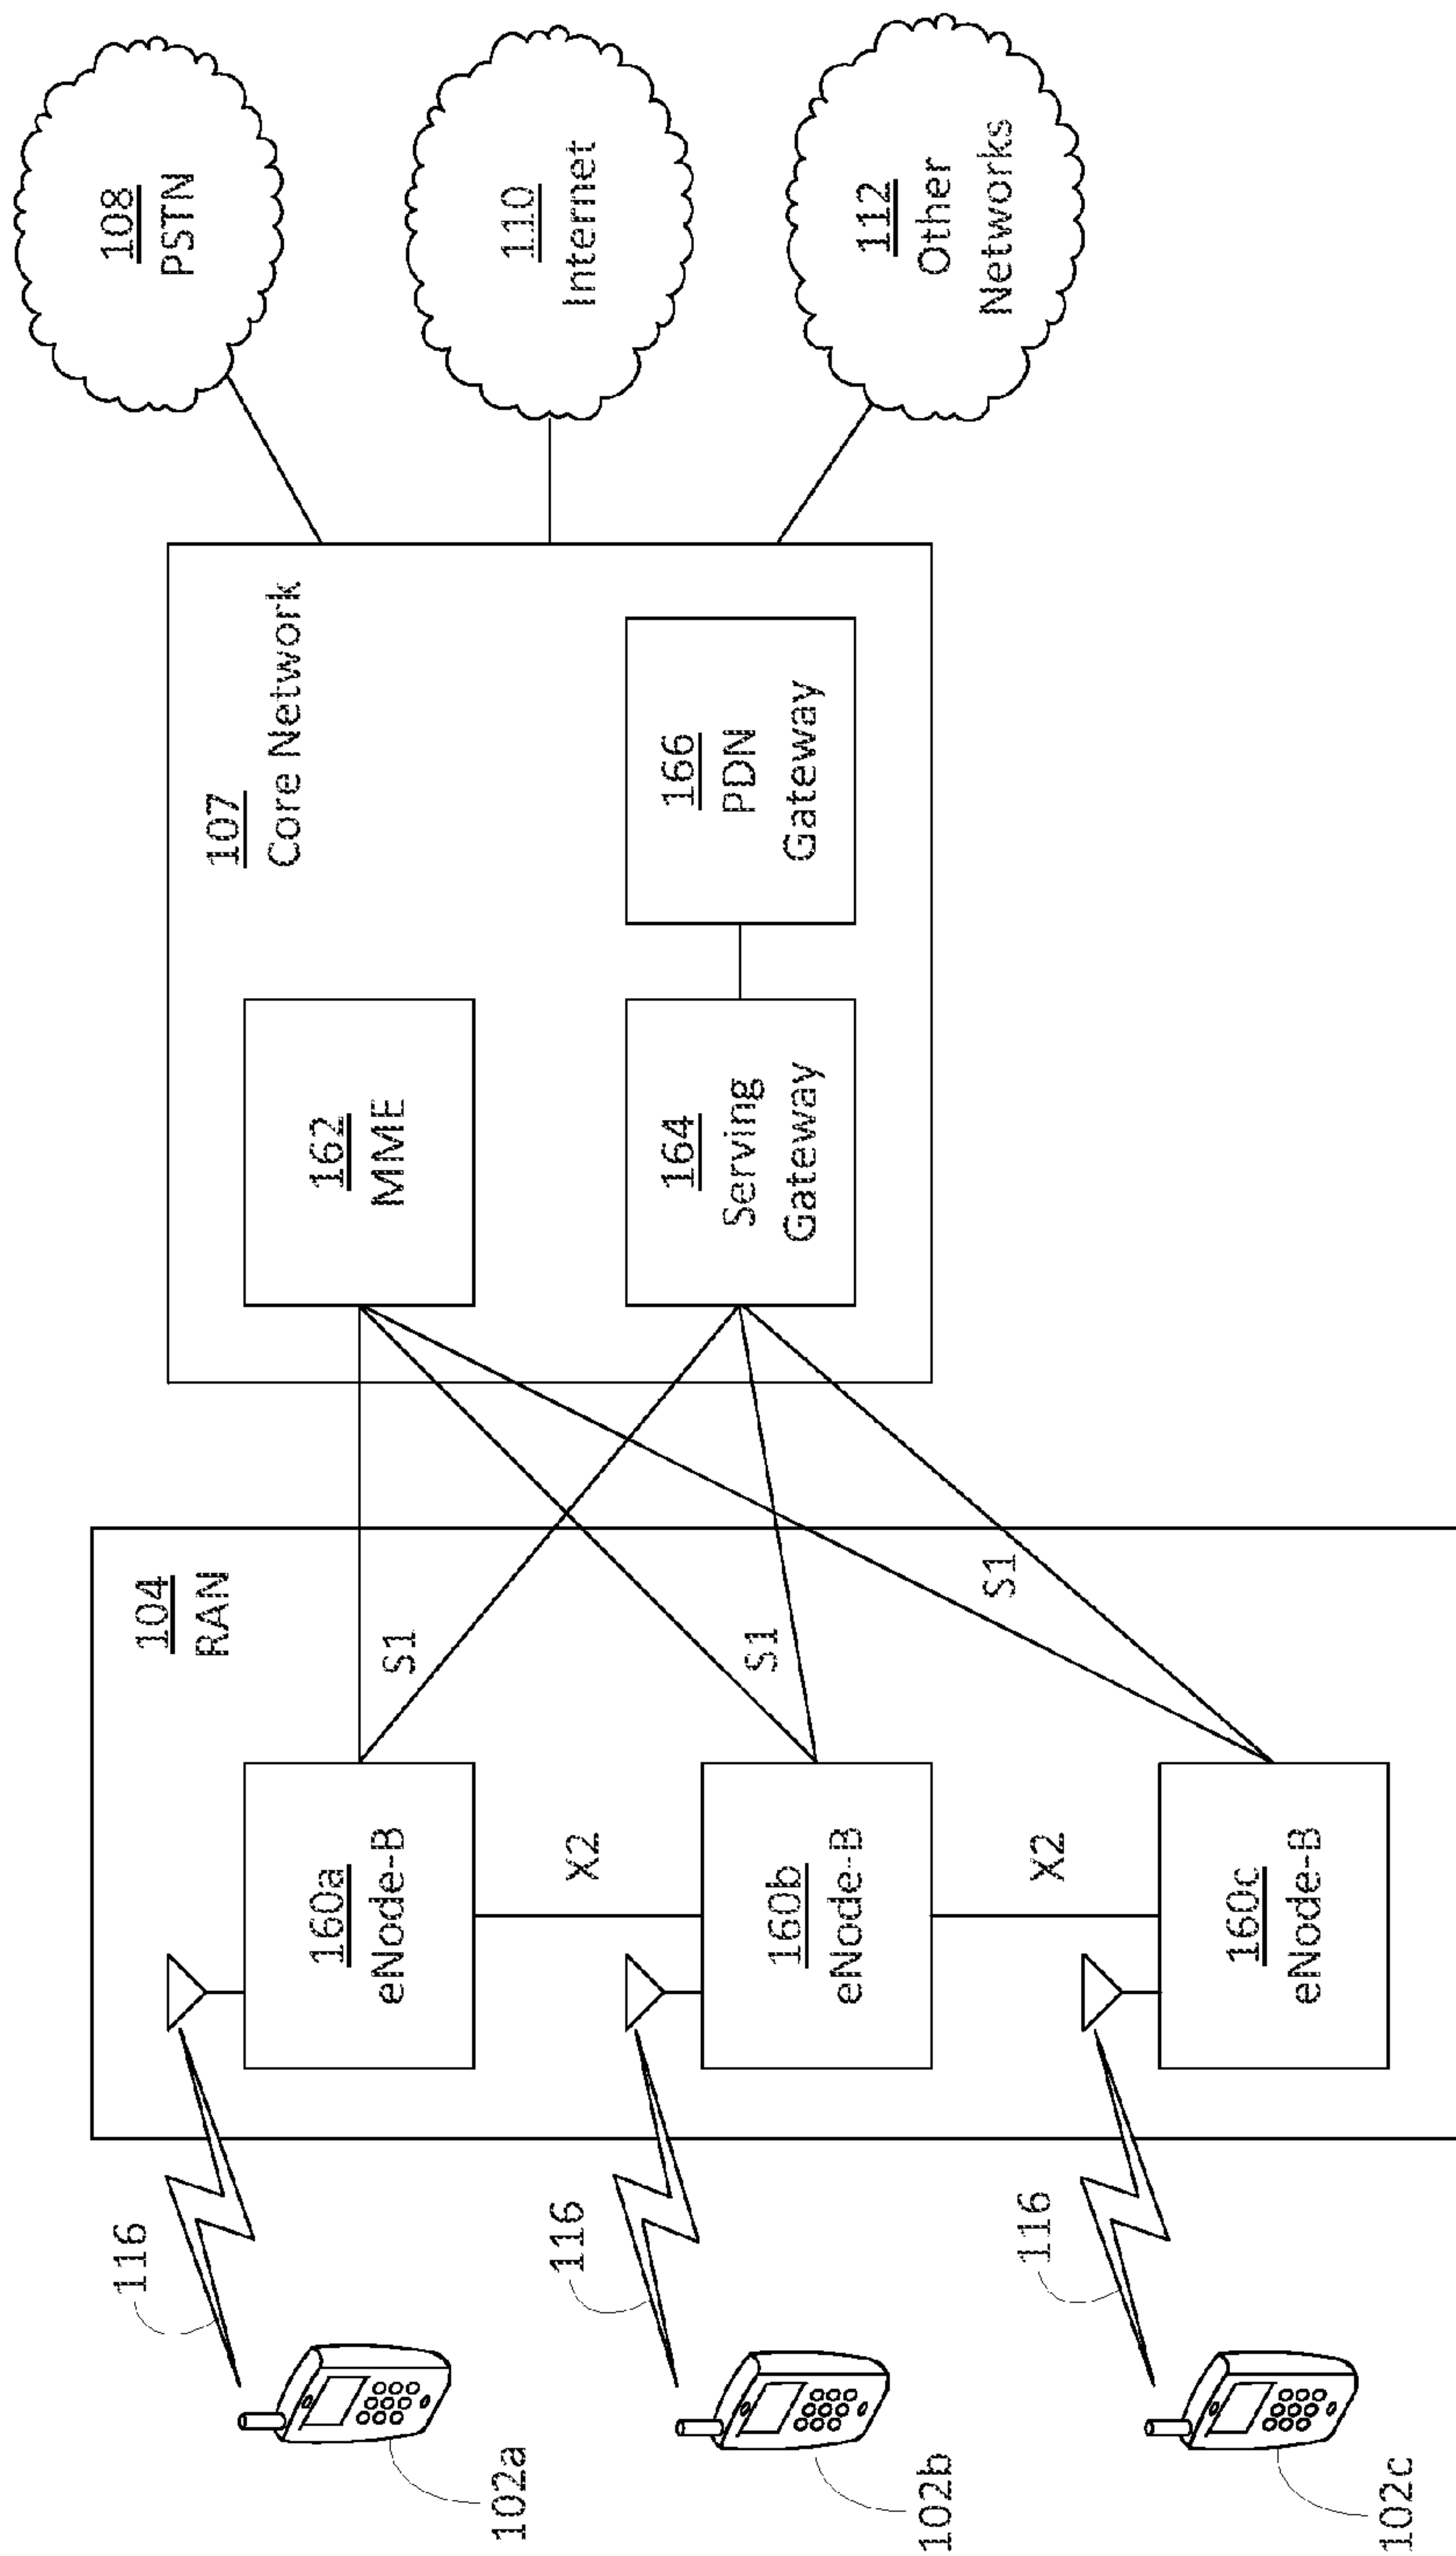 102a
102b
102c
116
116
116
104
RAN
160a
eNode-B
X2
160b
eNode-B
X2
160c
eNode-B
S1
S1
S1
107
Core Network
162
MME
164
Serving
Gateway
166
PDN
Gateway
108
PSTN
110
Internet
112
Other
Networks